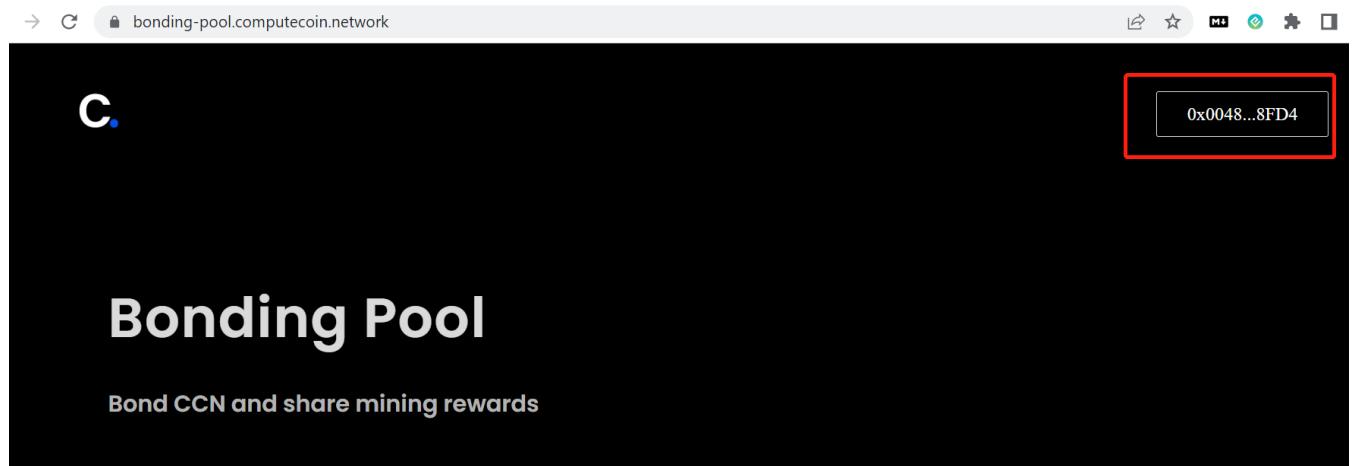 bonding-pool.computecoin.network
M↓
C.
0x0048...8FD4
Bonding Pool
Bond CCN and share mining rewards